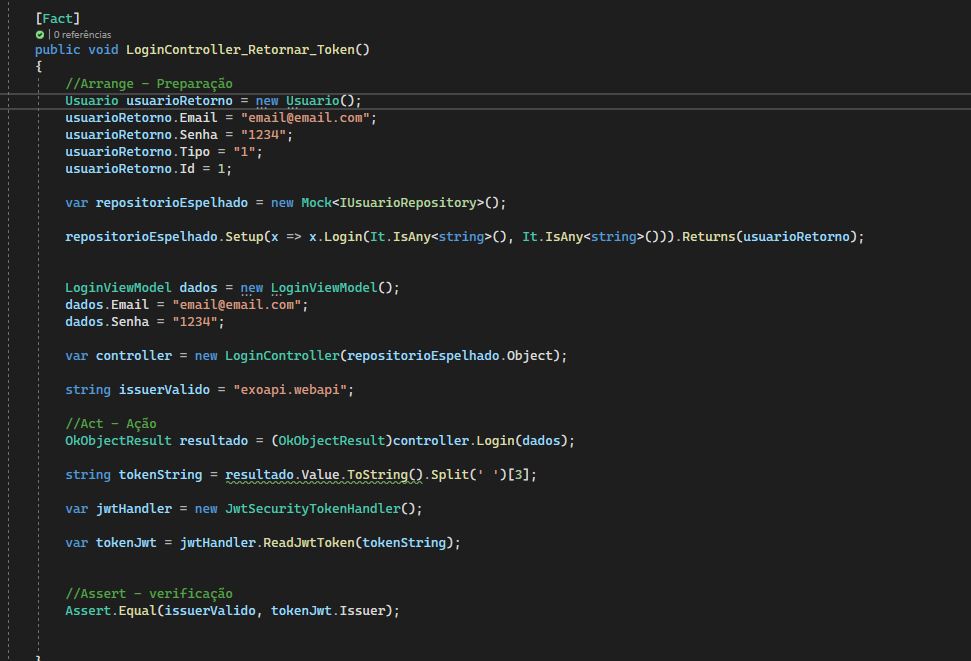 [Fact]
| 0 referências
public void LoginController_Retornar_Token()
{
//Arrange - Preparação
Usuario usuarioRetorno = new Usuario();
usuarioRetorno.Email = "email@email.com";
usuarioRetorno.Senha = "1234";
usuarioRetorno.Tipo = "1";
usuarioRetorno.Id = 1;
var repositorioEspelhado = new Mock<IUsuarioRepository>();
repositorioEspelhado.Setup(x => x.Login(It.IsAny<string>(), It.IsAny<string>())).Returns(usuarioRetorno);
LoginViewModel dados = new LoginViewModel();
dados.Email = "email@email.com";
dados.Senha = "1234";
var controller = new LoginController(repositorioEspelhado.Object);
string issuerValido = "exoapi.webapi";
//Act - Ação
OkObjectResult resultado = (OkObjectResult)controller.Login(dados);
string tokenString = resultado.Value.ToString().Split(' ')[3];
var jwtHandler = new JwtSecurityTokenHandler();
var tokenJwt = jwtHandler.ReadJwtToken(tokenString);
//Assert - verificação
Assert.Equal(issuerValido, tokenJwt.Issuer);
}